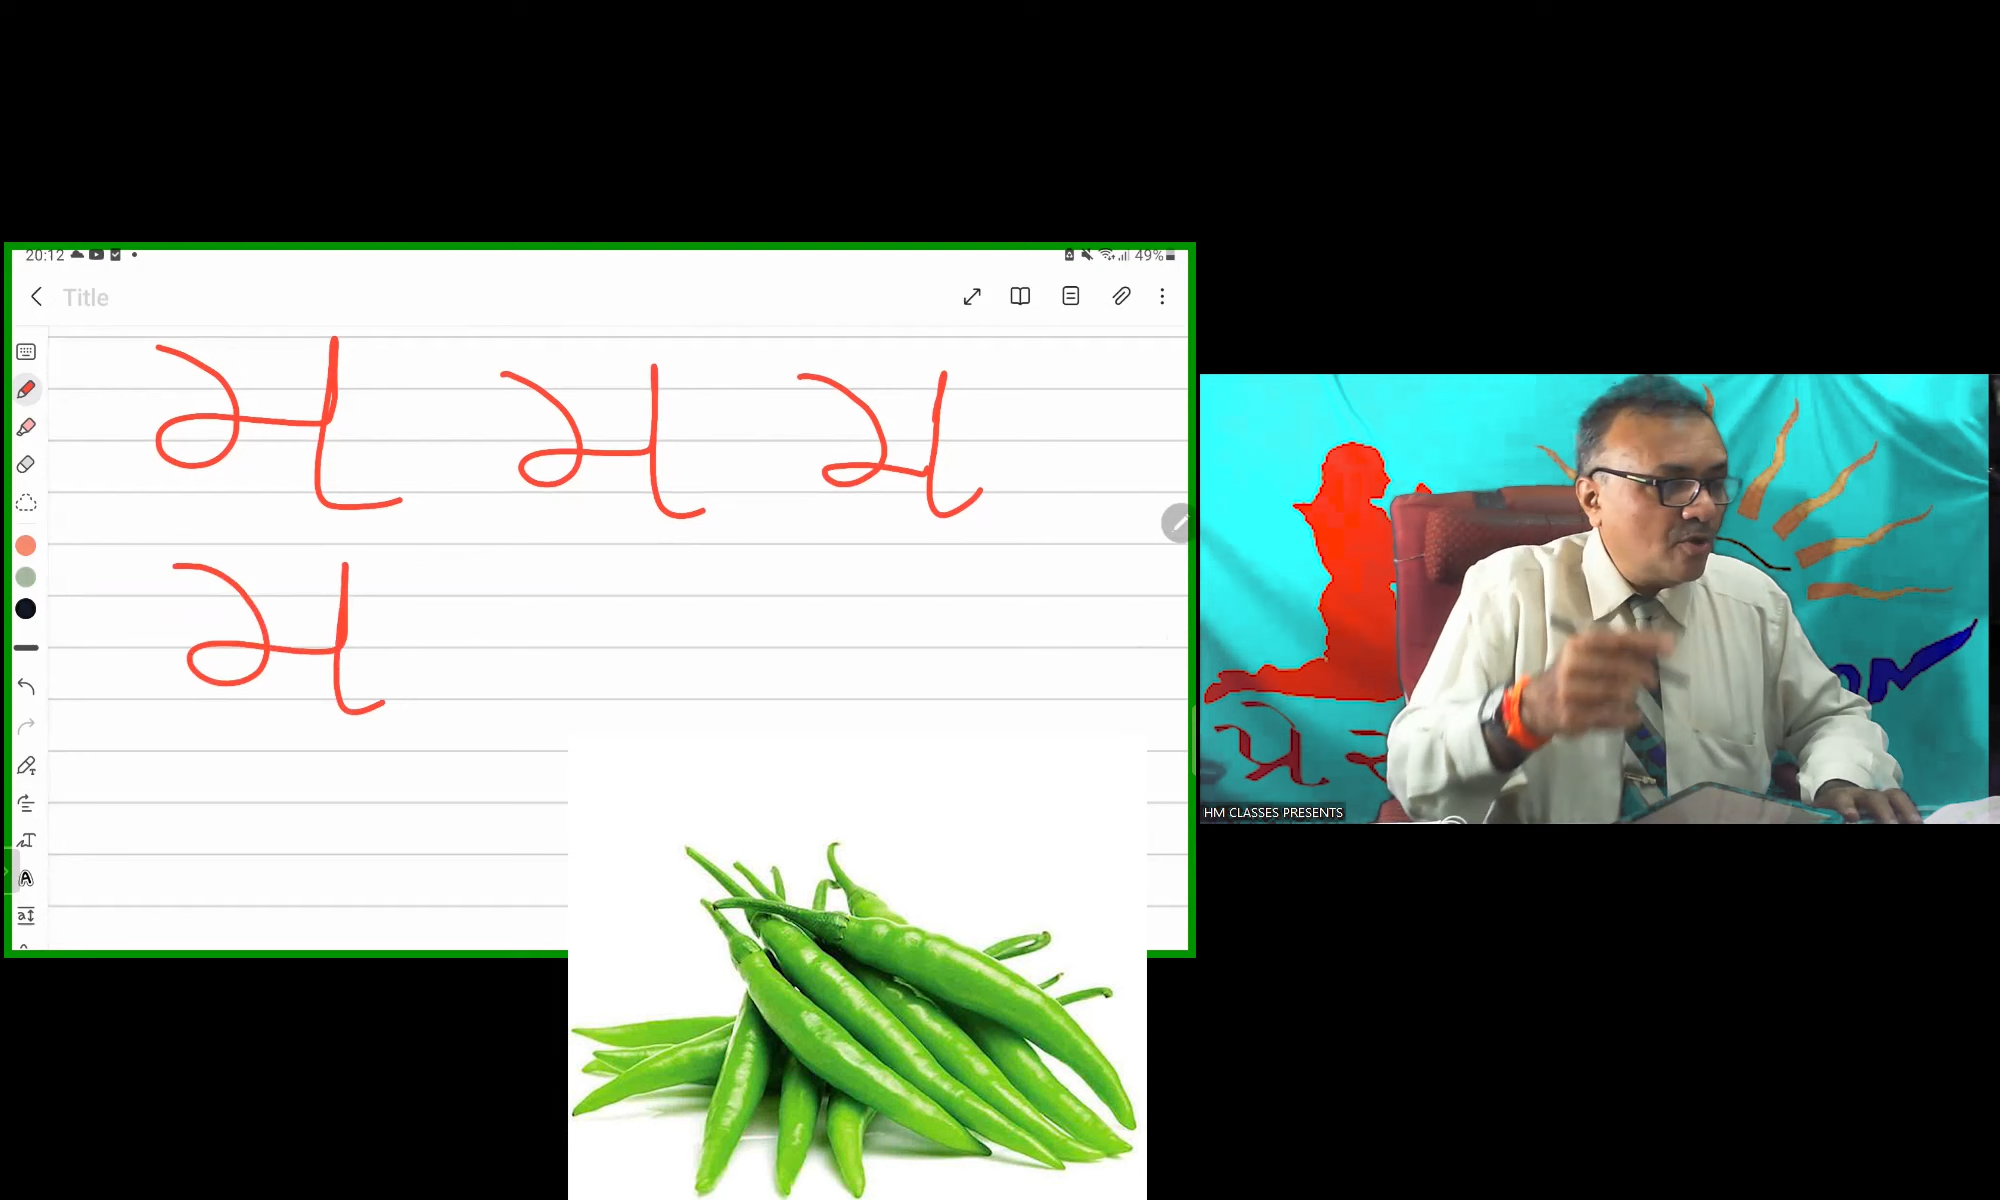 20:12 49%
Title
મ મ મ
મ
પ્રે
HM CLASSES PRESENTS